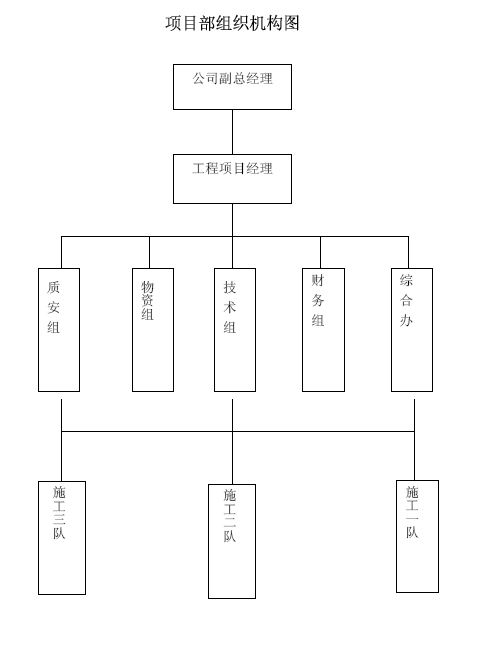 项目部组织机构图
公司副总经理
工程项目经理
质安组
物资组
技术组
财务组
综合办
施工三队
施工二队
施工一队